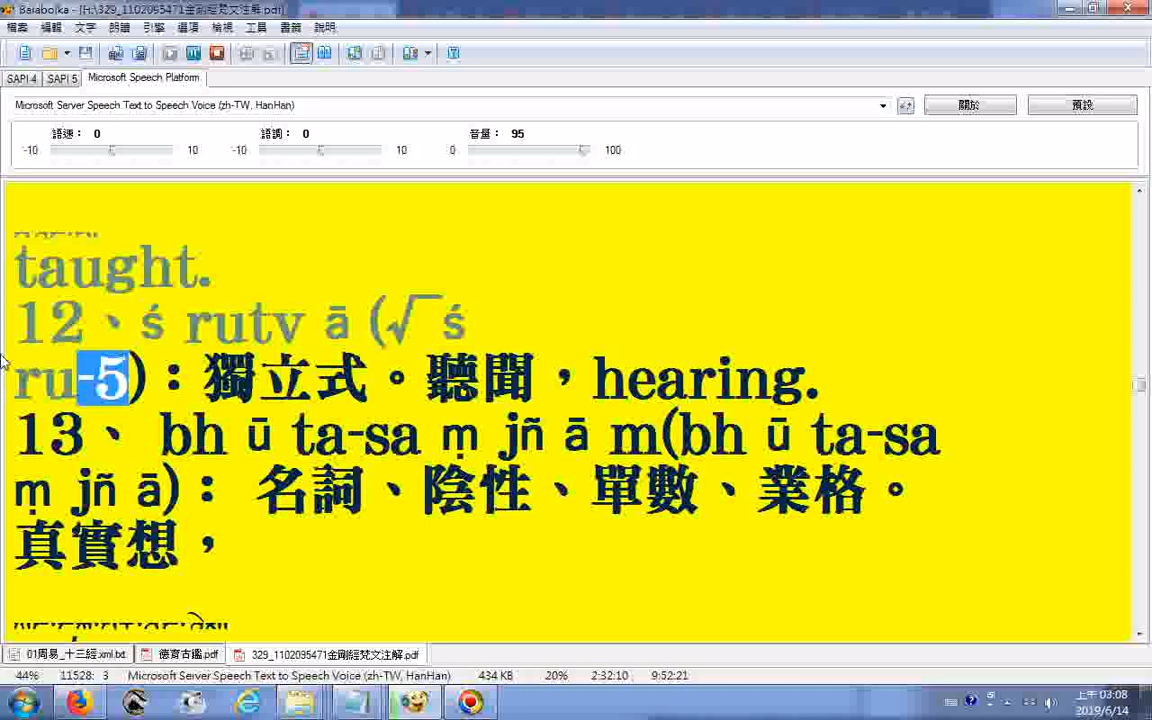 Balabolka - [H:\329_1102095471金剛經梵文注解.pdf]
檔案 編輯 文字 朗讀 引擎 選項 檢視 工具 書籤 說明
SAPI 4 SAPI 5 Microsoft Speech Platform
Microsoft Server Speech Text to Speech Voice (zh-TW, HanHan) 關於 預設
語速： 0 語調： 0 音量： 95
-10 10 -10 10 0 100
taught.
12、ś rutv ā (√ ś
ru-5)：獨立式。聽聞，hearing.
13、 bh ū ta-sa ṃ jñ ā m(bh ū ta-sa
ṃ jñ ā)： 名詞、陰性、單數、業格。
真實想，
01周易_十三經.xml.txt 德育古鑑.pdf 329_1102095471金剛經梵文注解.pdf
44% 11528: 3 Microsoft Server Speech Text to Speech Voice (zh-TW, HanHan) 434 KB 20% 2:32:10 9:52:21
上午 03:08
2019/6/14